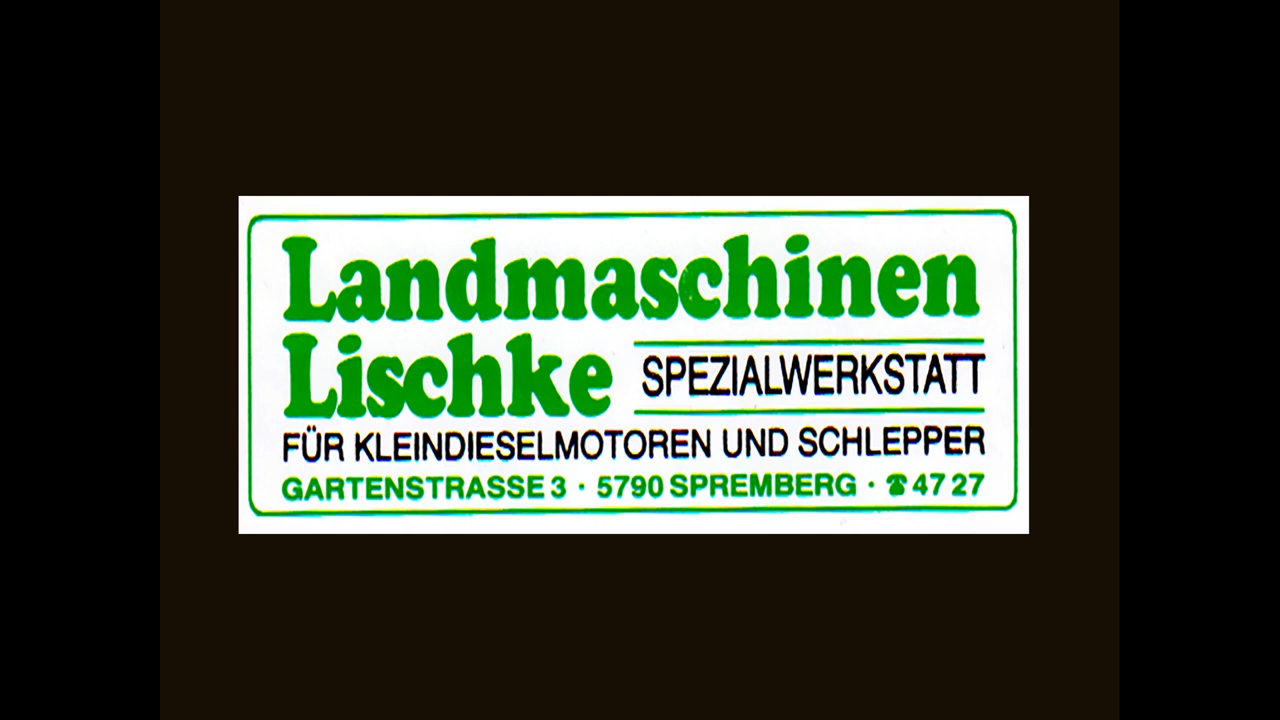 Landmaschinen
Lischke SPEZIALWERKSTATT
FÜR KLEINDIESELMOTOREN UND SCHLEPPER
GARTENSTRASSE 3 · 5790 SPREMBERG · ☎ 47 27